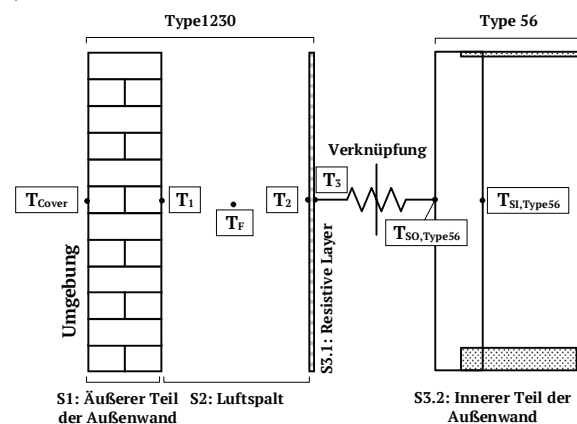 Type1230
Type 56
Verknüpfung
T3
TCover
T1
T2
TF
TSO,Type56
TSI,Type56
Umgebung
S3.1: Resistive Layer
S1: Äußerer Teil
der Außenwand
S2: Luftspalt
S3.2: Innerer Teil der
Außenwand